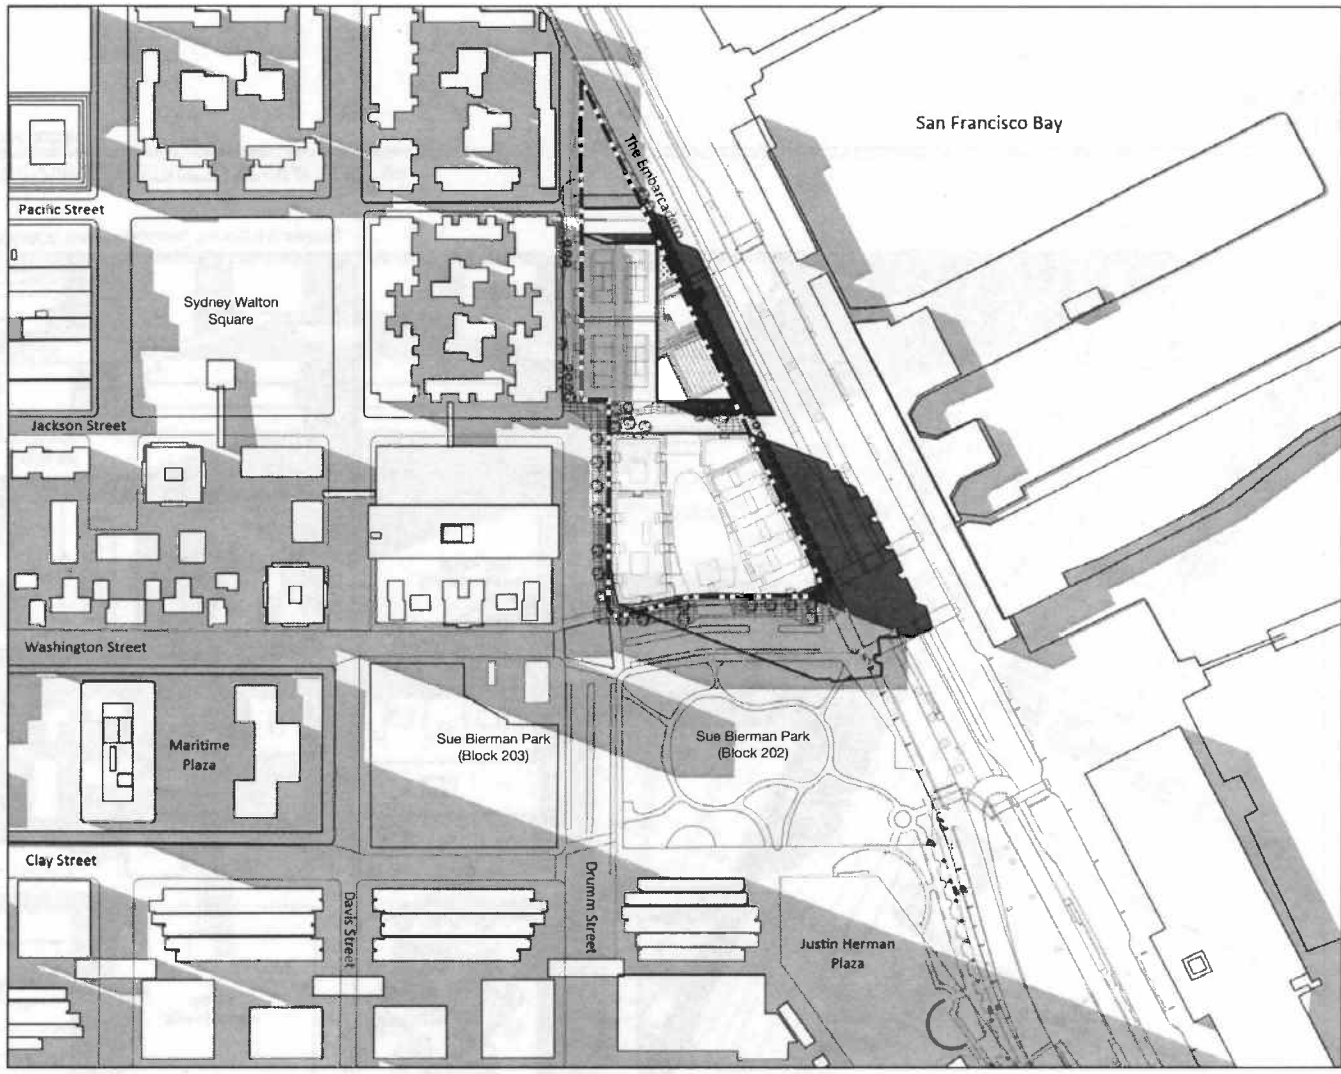 San Francisco Bay
The Embarcadero
Pacific Street
Sydney Walton
Square
Jackson Street
Washington Street
Maritime
Plaza
Sue Bierman Park
(Block 203)
Sue Bierman Park
(Block 202)
Clay Street
Davis Street
Drumm Street
Justin Herman
Plaza